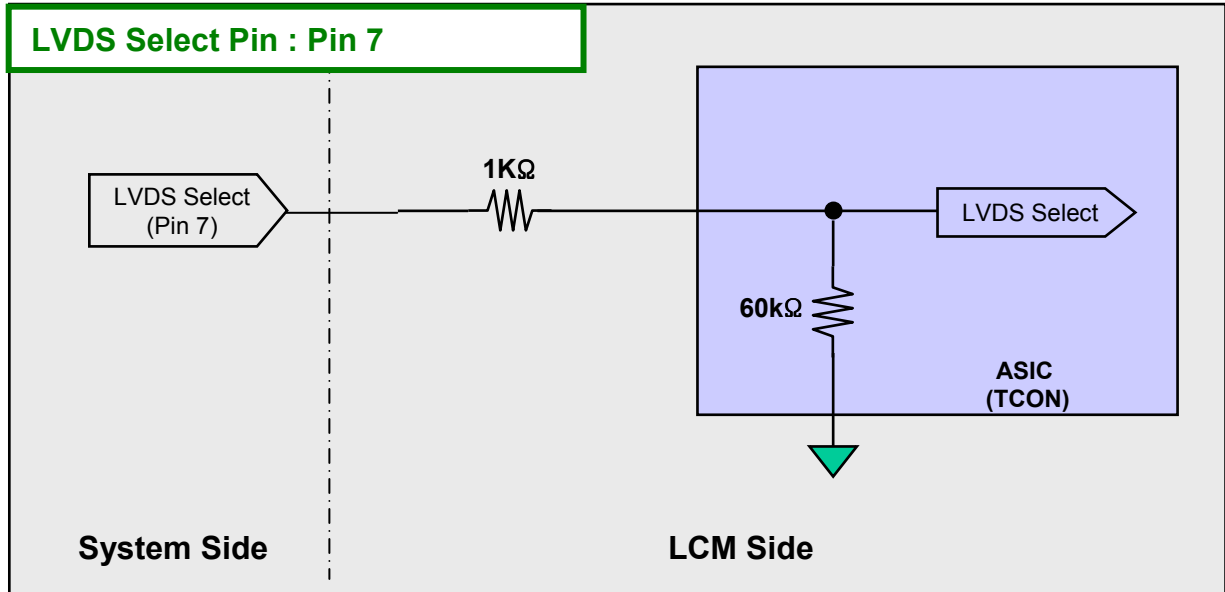 LVDS Select Pin : Pin 7
1KΩ
LVDS Select
(Pin 7)
LVDS Select
60kΩ
ASIC
(TCON)
System Side
LCM Side